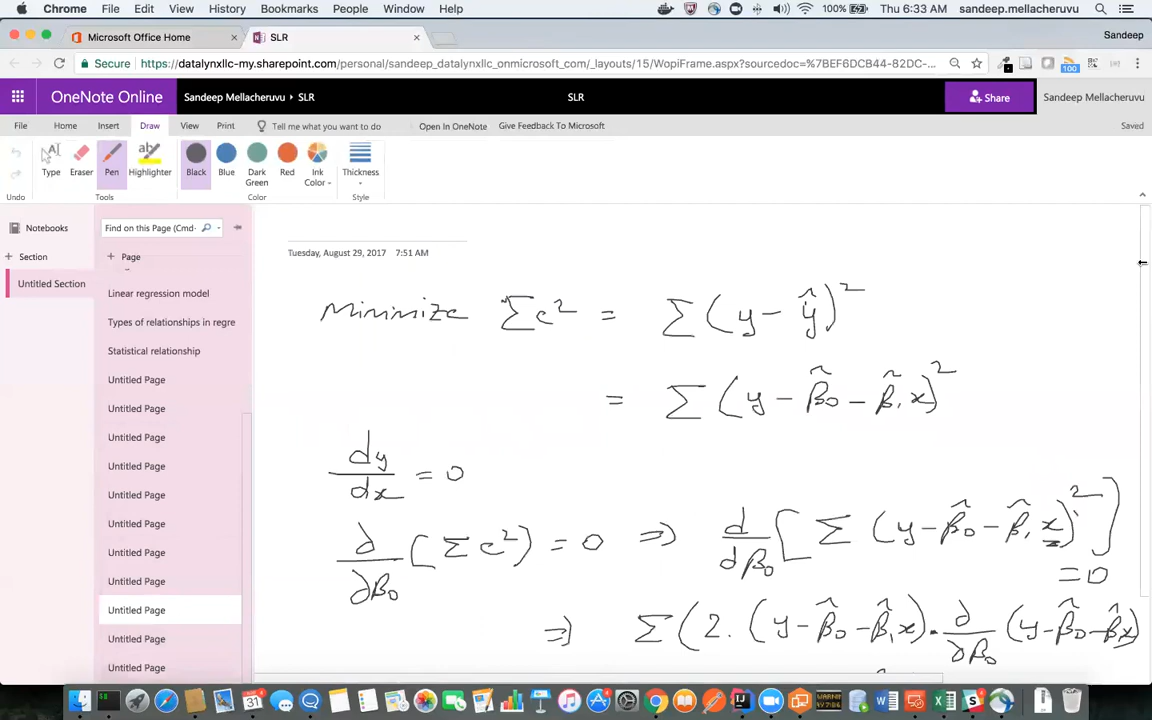 Chrome File Edit View History Bookmarks People Window Help 100% Thu 6:33 AM sandeep.mellacheruvu
Microsoft Office Home × SLR × Sandeep
Secure https://datalynxllc-my.sharepoint.com/personal/sandeep_datalynxllc_onmicrosoft_com/_layouts/15/WopiFrame.aspx?sourcedoc=%7BEF6DCB44-82DC-... 100
OneNote Online Sandeep Mellacheruvu ▸ SLR SLR Share Sandeep Mellacheruvu
File Home Insert Draw View Print Tell me what you want to do Open In OneNote Give Feedback To Microsoft Saved
Type Eraser Pen Highlighter Black Blue Dark Green Red Ink Color Thickness
Undo Tools Color Style
Notebooks Find on this Page (Cmd-
+ Section + Page
Untitled Section
Linear regression model
Types of relationships in regre
Statistical relationship
Untitled Page
Untitled Page
Untitled Page
Untitled Page
Untitled Page
Untitled Page
Untitled Page
Untitled Page
Untitled Page
Untitled Page
Untitled Page
Tuesday, August 29, 2017 7:51 AM
Minimize Σe² = Σ(y − ŷ)²
= Σ(y − β̂0 − β̂1x)²
dy/dx = 0
∂/∂β0 (Σe²) = 0 ⇒ d/dβ0 [Σ(y − β̂0 − β̂1x)²]
= 0
⇒ Σ(2.(y − β̂0 − β̂1x) . ∂/∂β0 (y − β̂0 − β̂x)